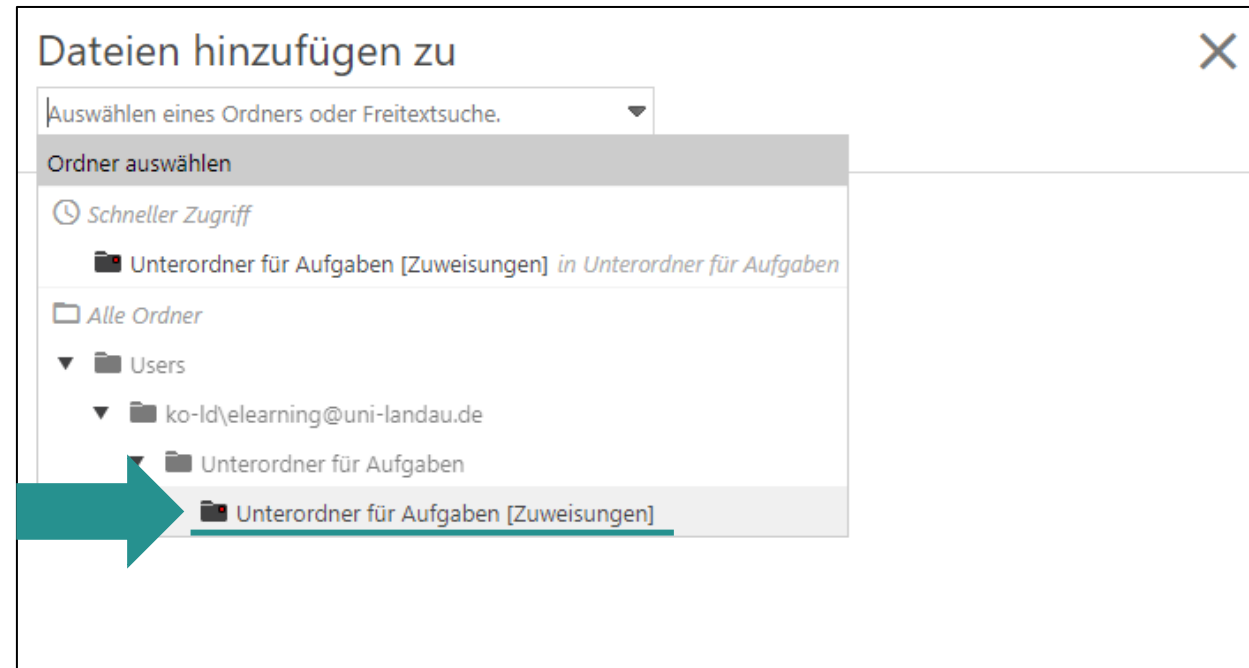 Dateien hinzufügen zu
Auswählen eines Ordners oder Freitextsuche.
Ordner auswählen
Schneller Zugriff
Unterordner für Aufgaben [Zuweisungen] in Unterordner für Aufgaben
Alle Ordner
Users
ko-ld\elearning@uni-landau.de
Unterordner für Aufgaben
Unterordner für Aufgaben [Zuweisungen]